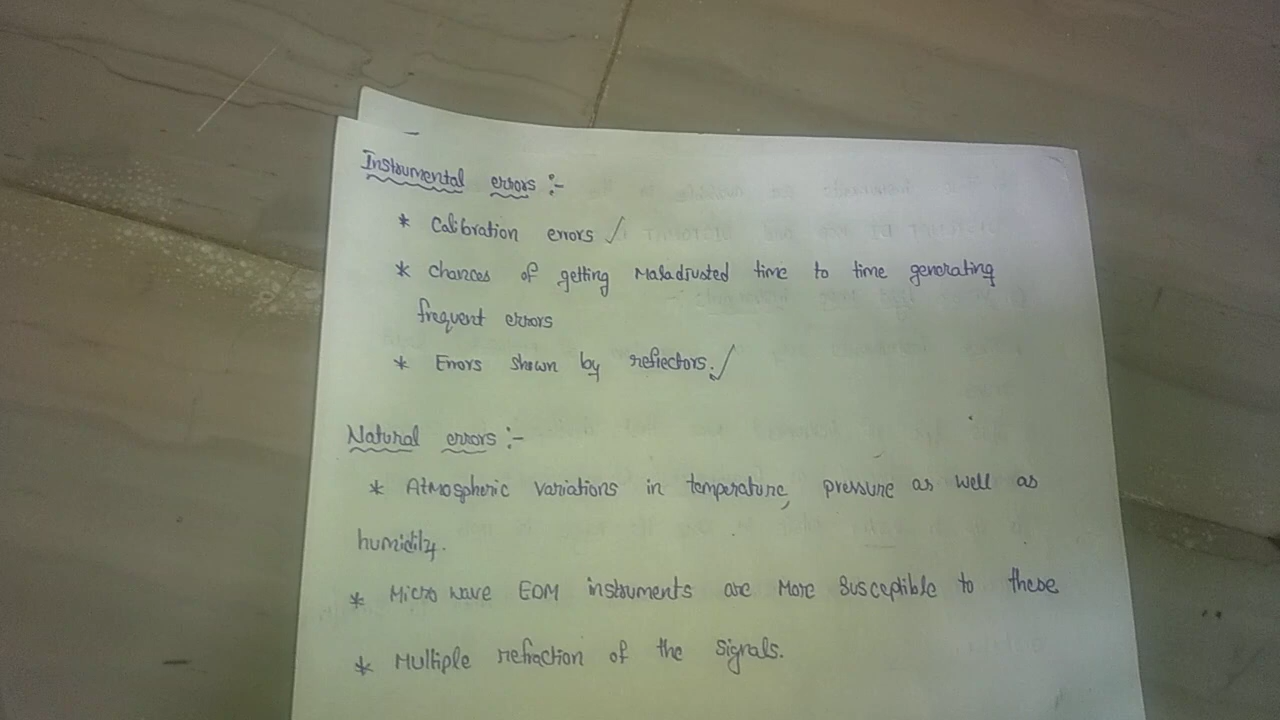 Instrumental errors :-
* Calibration errors ✓
* chances of getting Maladjusted time to time generating
frequent errors
* Errors shown by reflectors. ✓
Natural errors :-
* Atmospheric variations in temperature, pressure as well as
humidity.
* Micro wave EDM instruments are More Susceptible to these
* Multiple refraction of the signals.